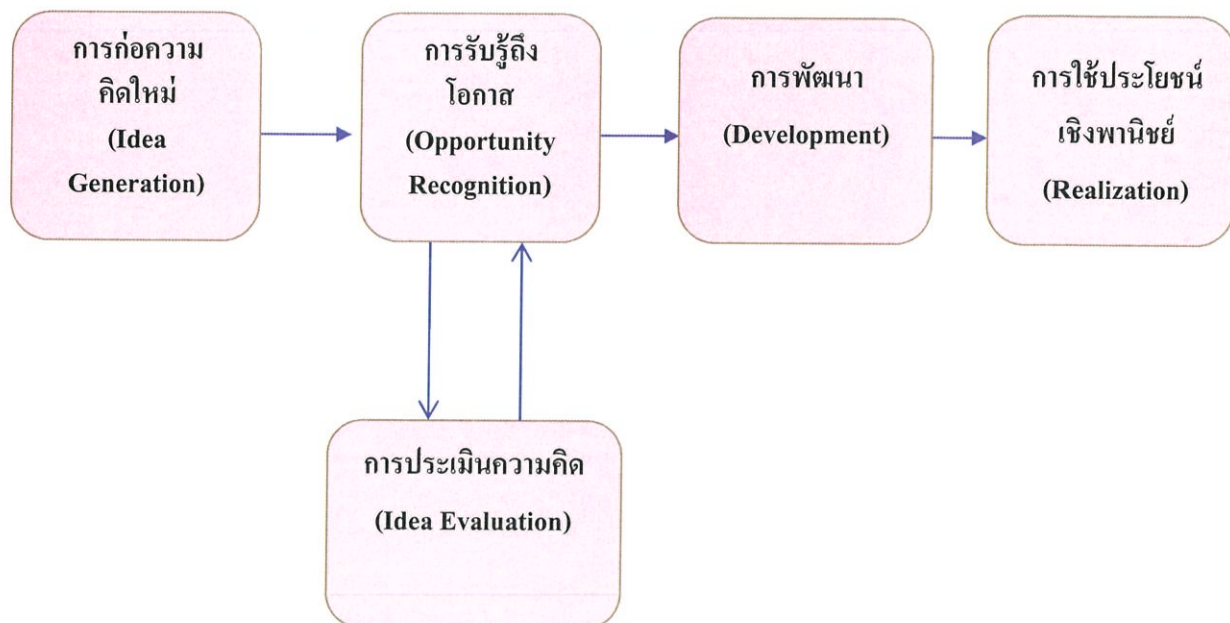 การก่อความ
คิดใหม่
(Idea
Generation)
การรับรู้ถึง
โอกาส
(Opportunity
Recognition)
การพัฒนา
(Development)
การใช้ประโยชน์
เชิงพานิชย์
(Realization)
การประเมินความคิด
(Idea Evaluation)